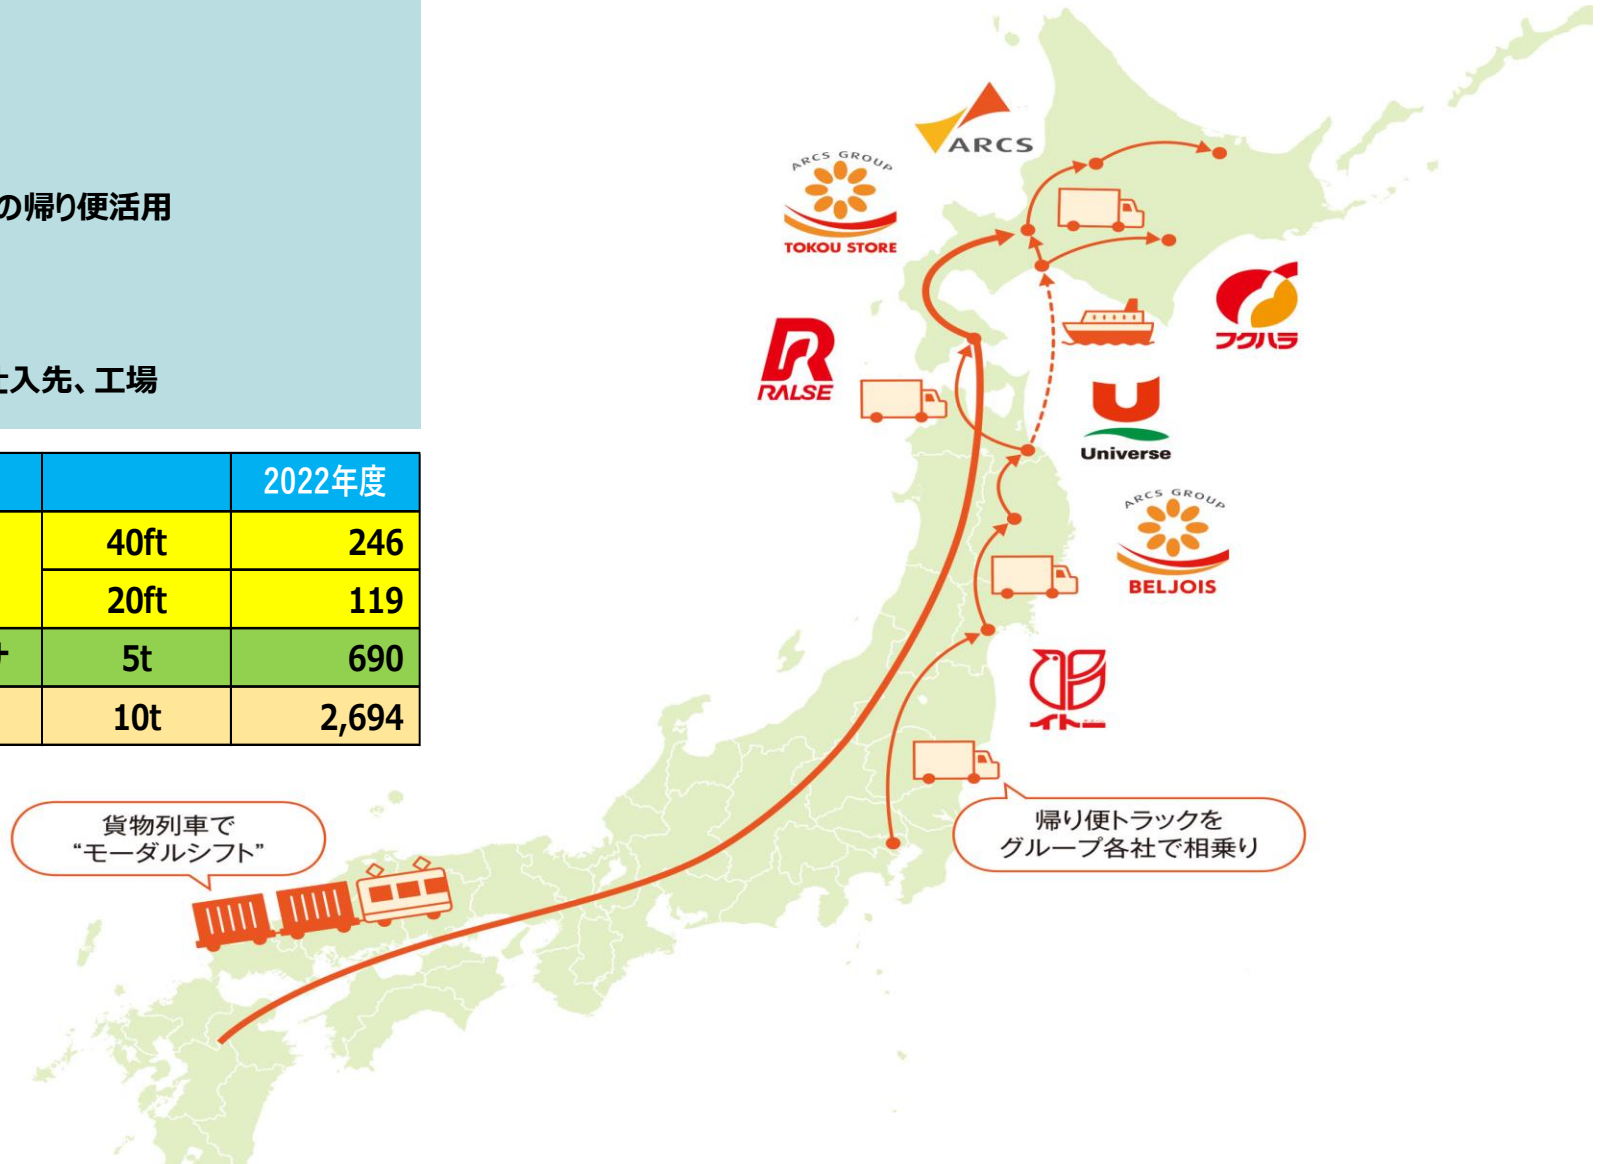 の帰り便活用
仕入先、工場
2022年度
40ft 246
20ft 119
5t 690
10t 2,694
ARCS
ARCS GROUP
TOKOU STORE
フクハラ
RALSE
Universe
ARCS GROUP
BELJOIS
イトー
貨物列車で
“モーダルシフト”
帰り便トラックを
グループ各社で相乗り